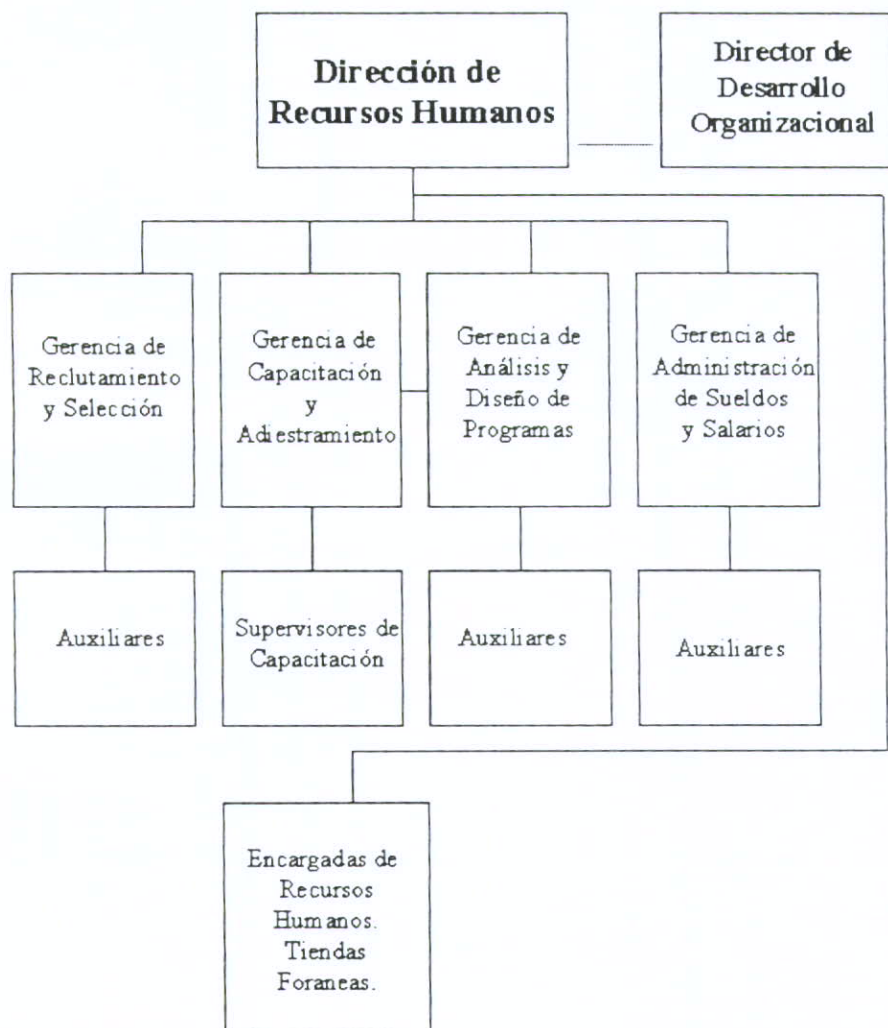 Dirección de
Recursos Humanos
Director de
Desarrollo
Organizacional
Gerencia de
Reclutamiento
y Selección
Gerencia de
Capacitación
y
Adiestramiento
Gerencia de
Análisis y
Diseño de
Programas
Gerencia de
Administración
de Sueldos
y Salarios
Auxiliares
Supervisores de
Capacitación
Auxiliares
Auxiliares
Encargadas de
Recursos
Humanos.
Tiendas
Foraneas.